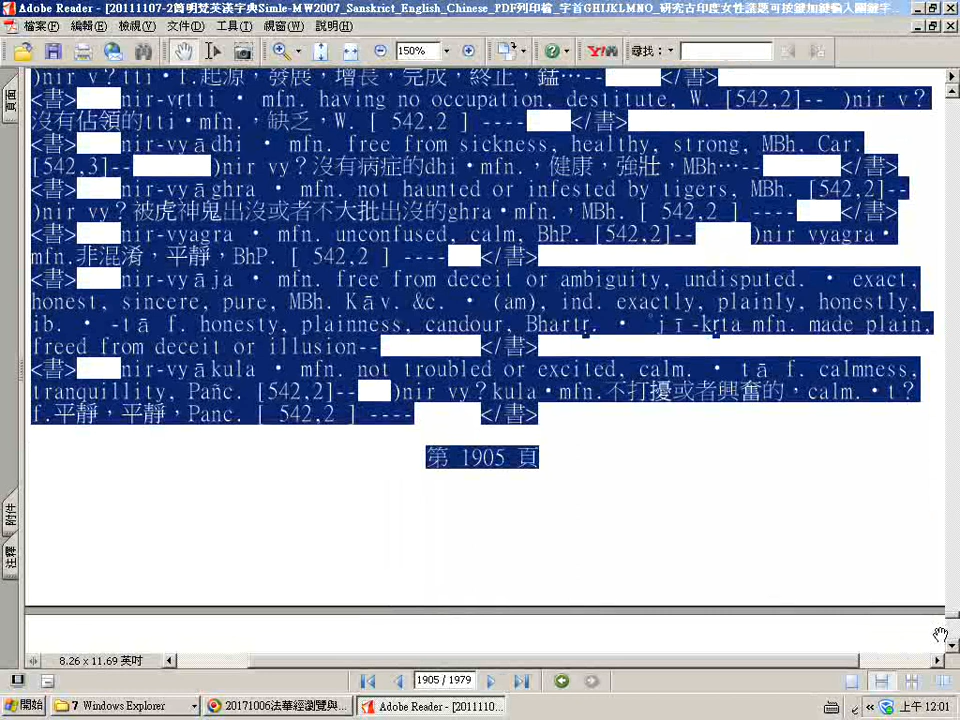 Adobe Reader - [20111107-2簡明梵英漢字典Simle-MW2007_Sanskrict_English_Chinese_PDF列印檔_字首GHIJKLMNO_研究古印度女性議題可按鍵加鍵輸入關鍵字...
檔案(F) 編輯(E) 檢視(V) 文件(D) 工具(T) 視窗(W) 說明(H)
150% 尋找：
頁面
)nir v？tti • f.起源，發展，增長，完成，終止，錳…-- </書>
<書> nir-vṛtti • mfn. having no occupation, destitute, W. [542,2]-- )nir v？
沒有佔領的tti•mfn.，缺乏，W. [ 542,2 ] ---- </書>
<書> nir-vyādhi • mfn. free from sickness, healthy, strong, MBh, Car.
[542,3]-- )nir vy？沒有病症的dhi•mfn.，健康，強壯，MBh…-- </書>
<書> nir-vyāghra • mfn. not haunted or infested by tigers, MBh. [542,2]--
)nir vy？被虎神鬼出沒或者不大批出沒的ghra•mfn.，MBh. [ 542,2 ] ---- </書>
<書> nir-vyagra • mfn. unconfused, calm, BhP. [542,2]-- )nir vyagra•
mfn.非混淆，平靜，BhP. [ 542,2 ] ---- </書>
<書> nir-vyāja • mfn. free from deceit or ambiguity, undisputed. • exact,
honest, sincere, pure, MBh. Kāv. &c. • (am), ind. exactly, plainly, honestly,
ib. • -tā f. honesty, plainness, candour, Bhartṛ. • °jī-kṛta mfn. made plain,
freed from deceit or illusion-- </書>
<書> nir-vyākula • mfn. not troubled or excited, calm. • tā f. calmness,
tranquillity, Pañc. [542,2]-- )nir vy？kula•mfn.不打擾或者興奮的，calm.•t？
f.平靜，平靜，Panc. [ 542,2 ] ---- </書>
第 1905 頁
附件
注釋
8.26 x 11.69 英吋
1905 / 1979
開始 7 Windows Explorer 20171006法華經瀏覽與... Adobe Reader - [2011110... 上午 12:01